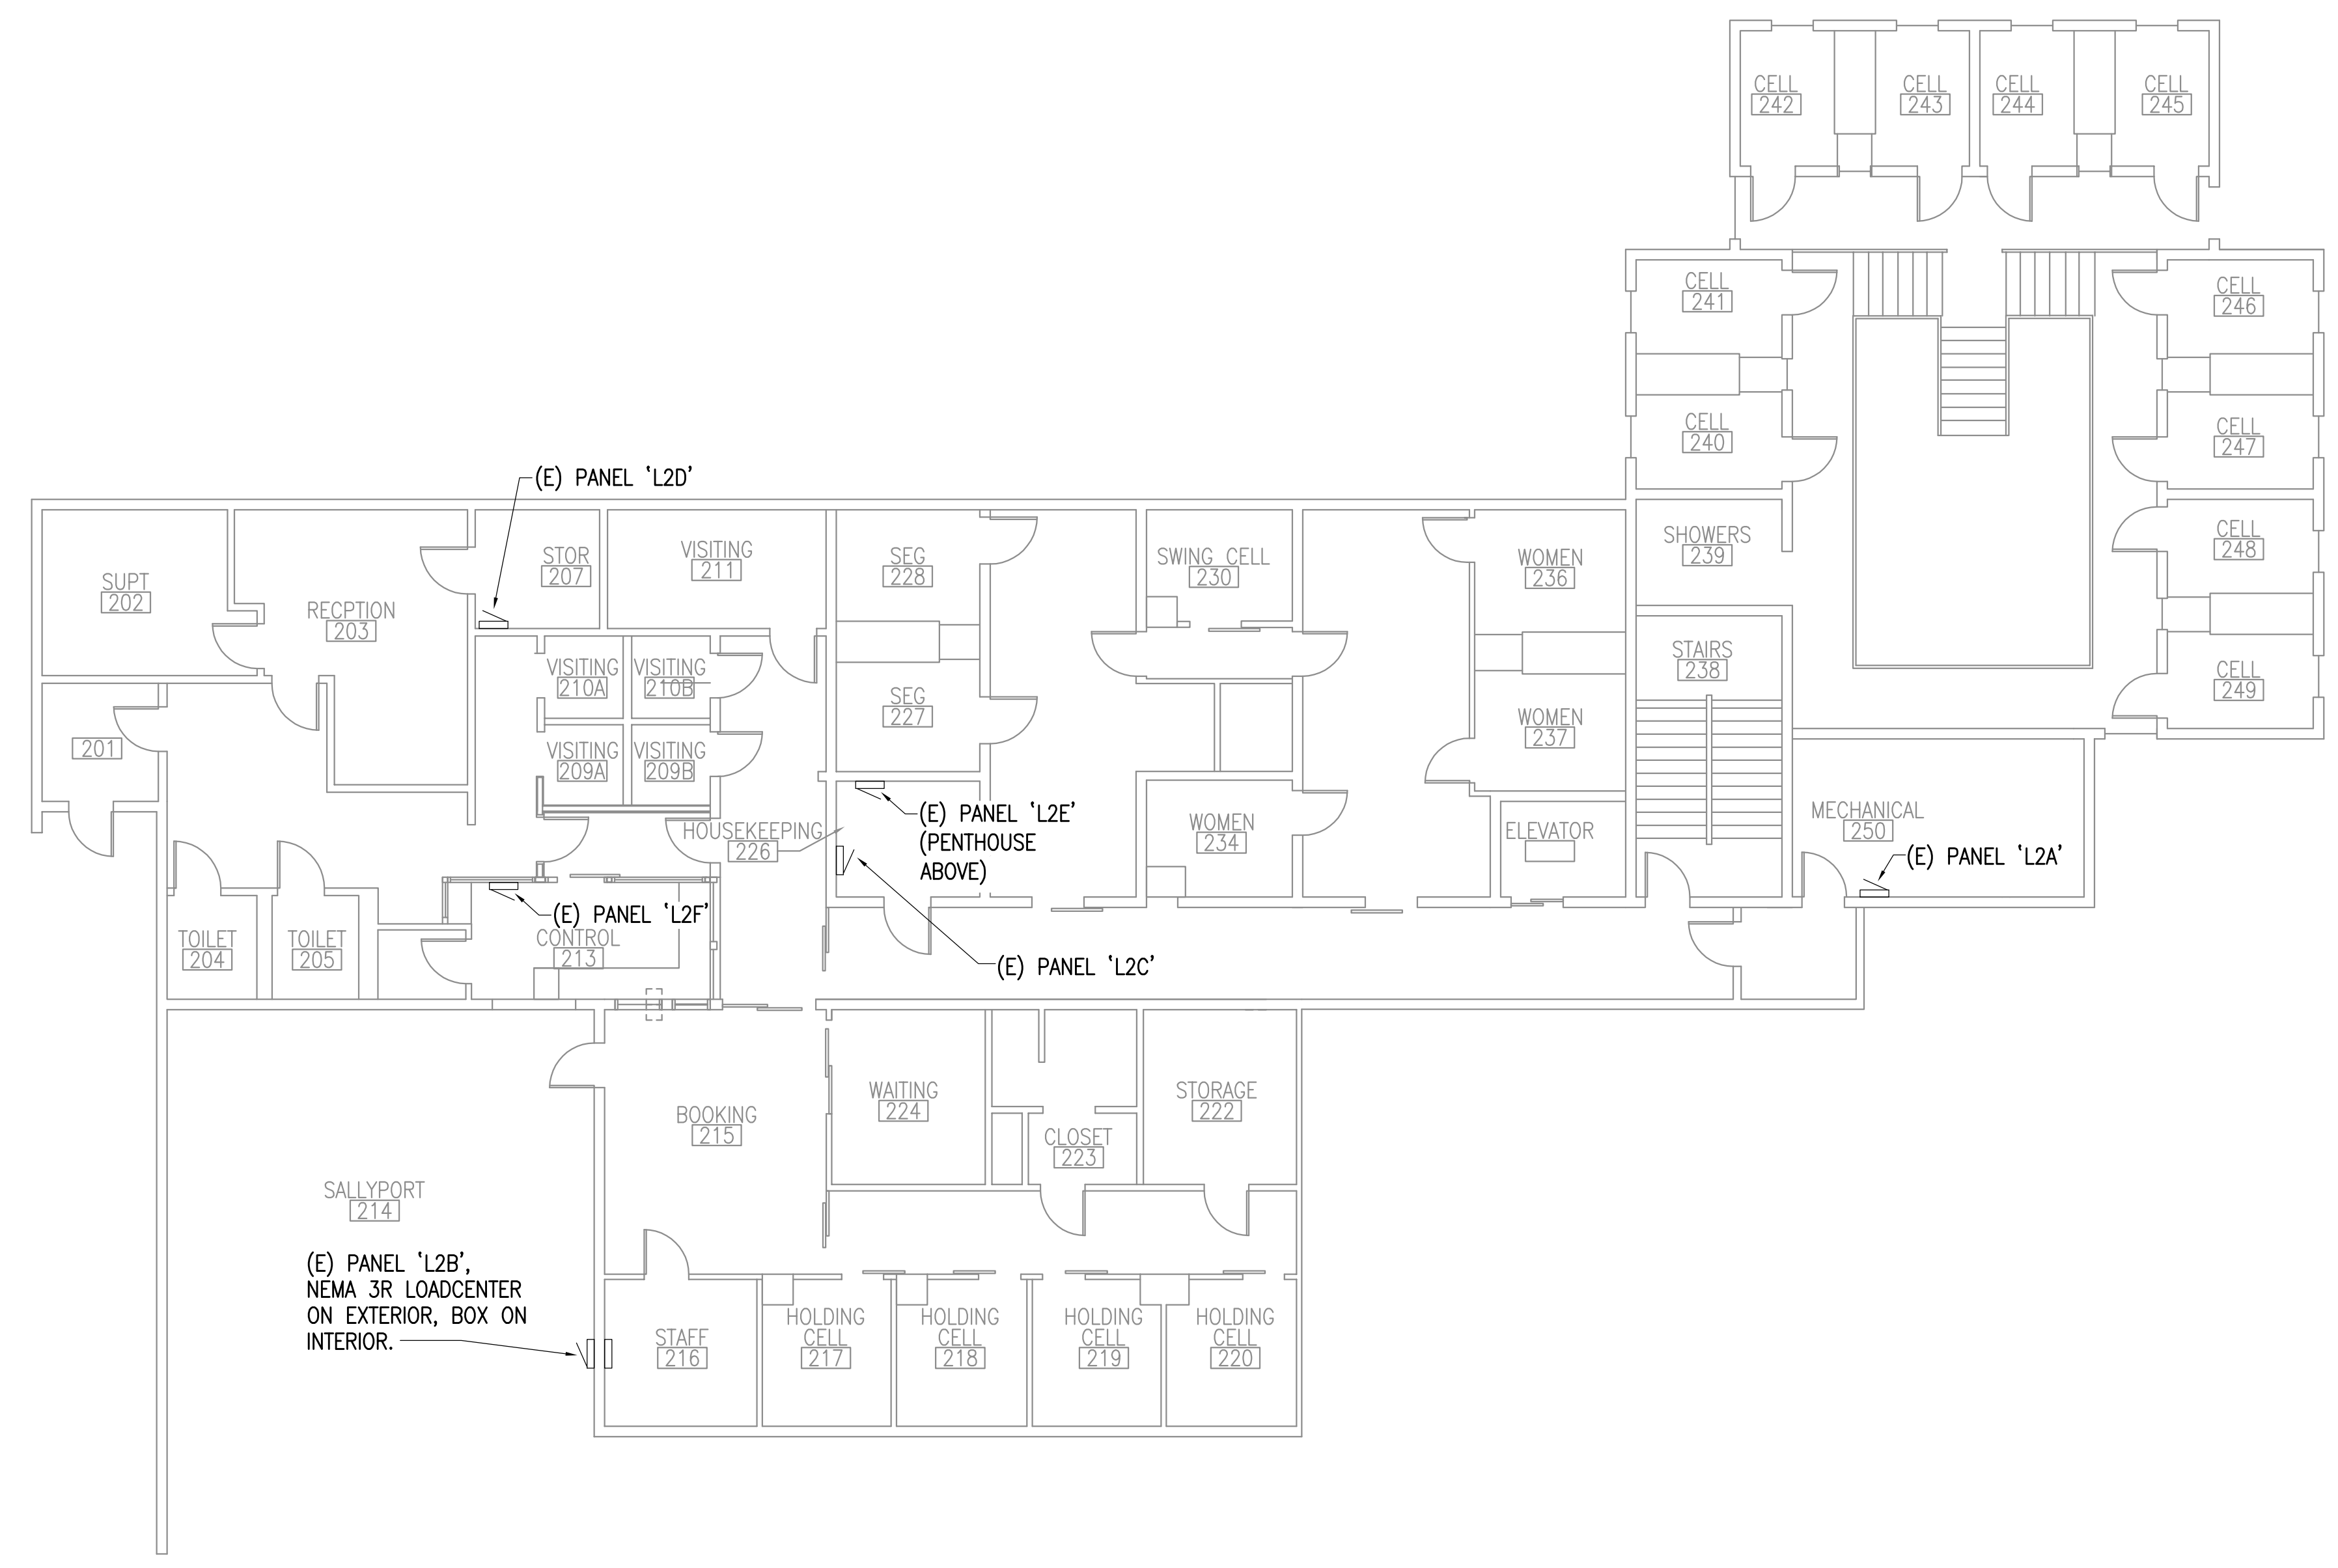 CELL
242
CELL
243
CELL
244
CELL
245
CELL
241
CELL
246
CELL
240
CELL
247
(E) PANEL ‘L2D’
SUPT
202
RECPTION
203
STOR
207
VISITING
211
SEG
228
SWING CELL
230
WOMEN
236
SHOWERS
239
CELL
248
VISITING
210A
VISITING
210B
SEG
227
STAIRS
238
CELL
249
201
VISITING
209A
VISITING
209B
WOMEN
237
HOUSEKEEPING
226
(E) PANEL ‘L2E’
(PENTHOUSE
ABOVE)
WOMEN
234
ELEVATOR
MECHANICAL
250
(E) PANEL ‘L2A’
(E) PANEL ‘L2F’
TOILET
204
TOILET
205
CONTROL
213
(E) PANEL ‘L2C’
WAITING
224
STORAGE
222
BOOKING
215
CLOSET
223
SALLYPORT
214
(E) PANEL ‘L2B’,
NEMA 3R LOADCENTER
ON EXTERIOR, BOX ON
INTERIOR.
STAFF
216
HOLDING
CELL
217
HOLDING
CELL
218
HOLDING
CELL
219
HOLDING
CELL
220